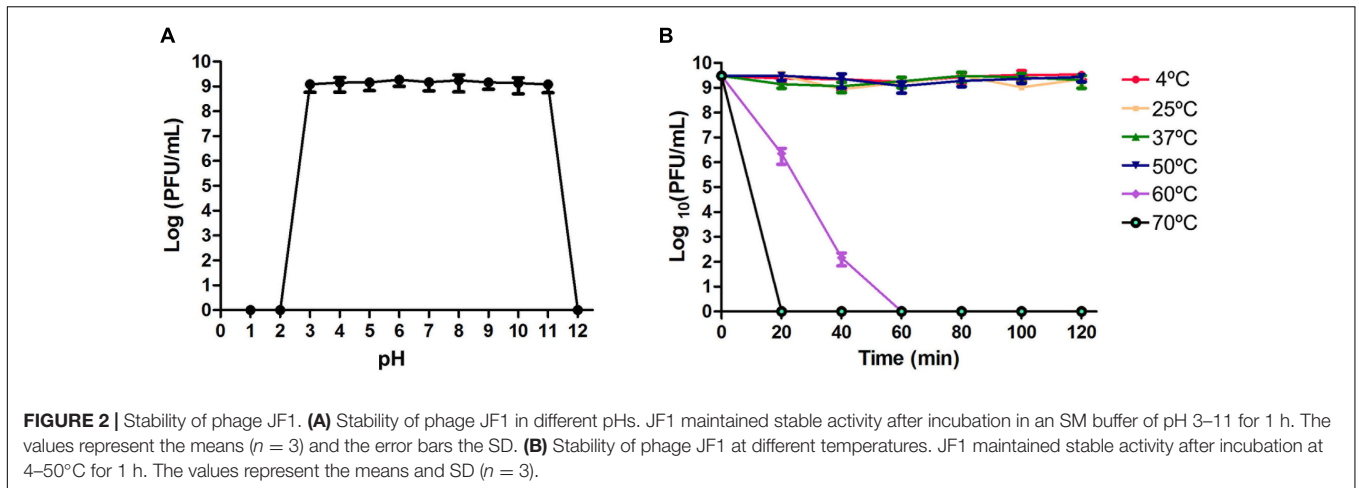 A
Log (PFU/mL)
10
9
8
7
6
5
4
3
2
1
0
0 1 2 3 4 5 6 7 8 9 10 11 12
pH
B
Log 10(PFU/mL)
10
9
8
7
6
5
4
3
2
1
0
0 20 40 60 80 100 120
Time (min)
4ºC
25ºC
37ºC
50ºC
60ºC
70ºC
FIGURE 2 | Stability of phage JF1. (A) Stability of phage JF1 in different pHs. JF1 maintained stable activity after incubation in an SM buffer of pH 3–11 for 1 h. The
values represent the means (n = 3) and the error bars the SD. (B) Stability of phage JF1 at different temperatures. JF1 maintained stable activity after incubation at
4–50°C for 1 h. The values represent the means and SD (n = 3).